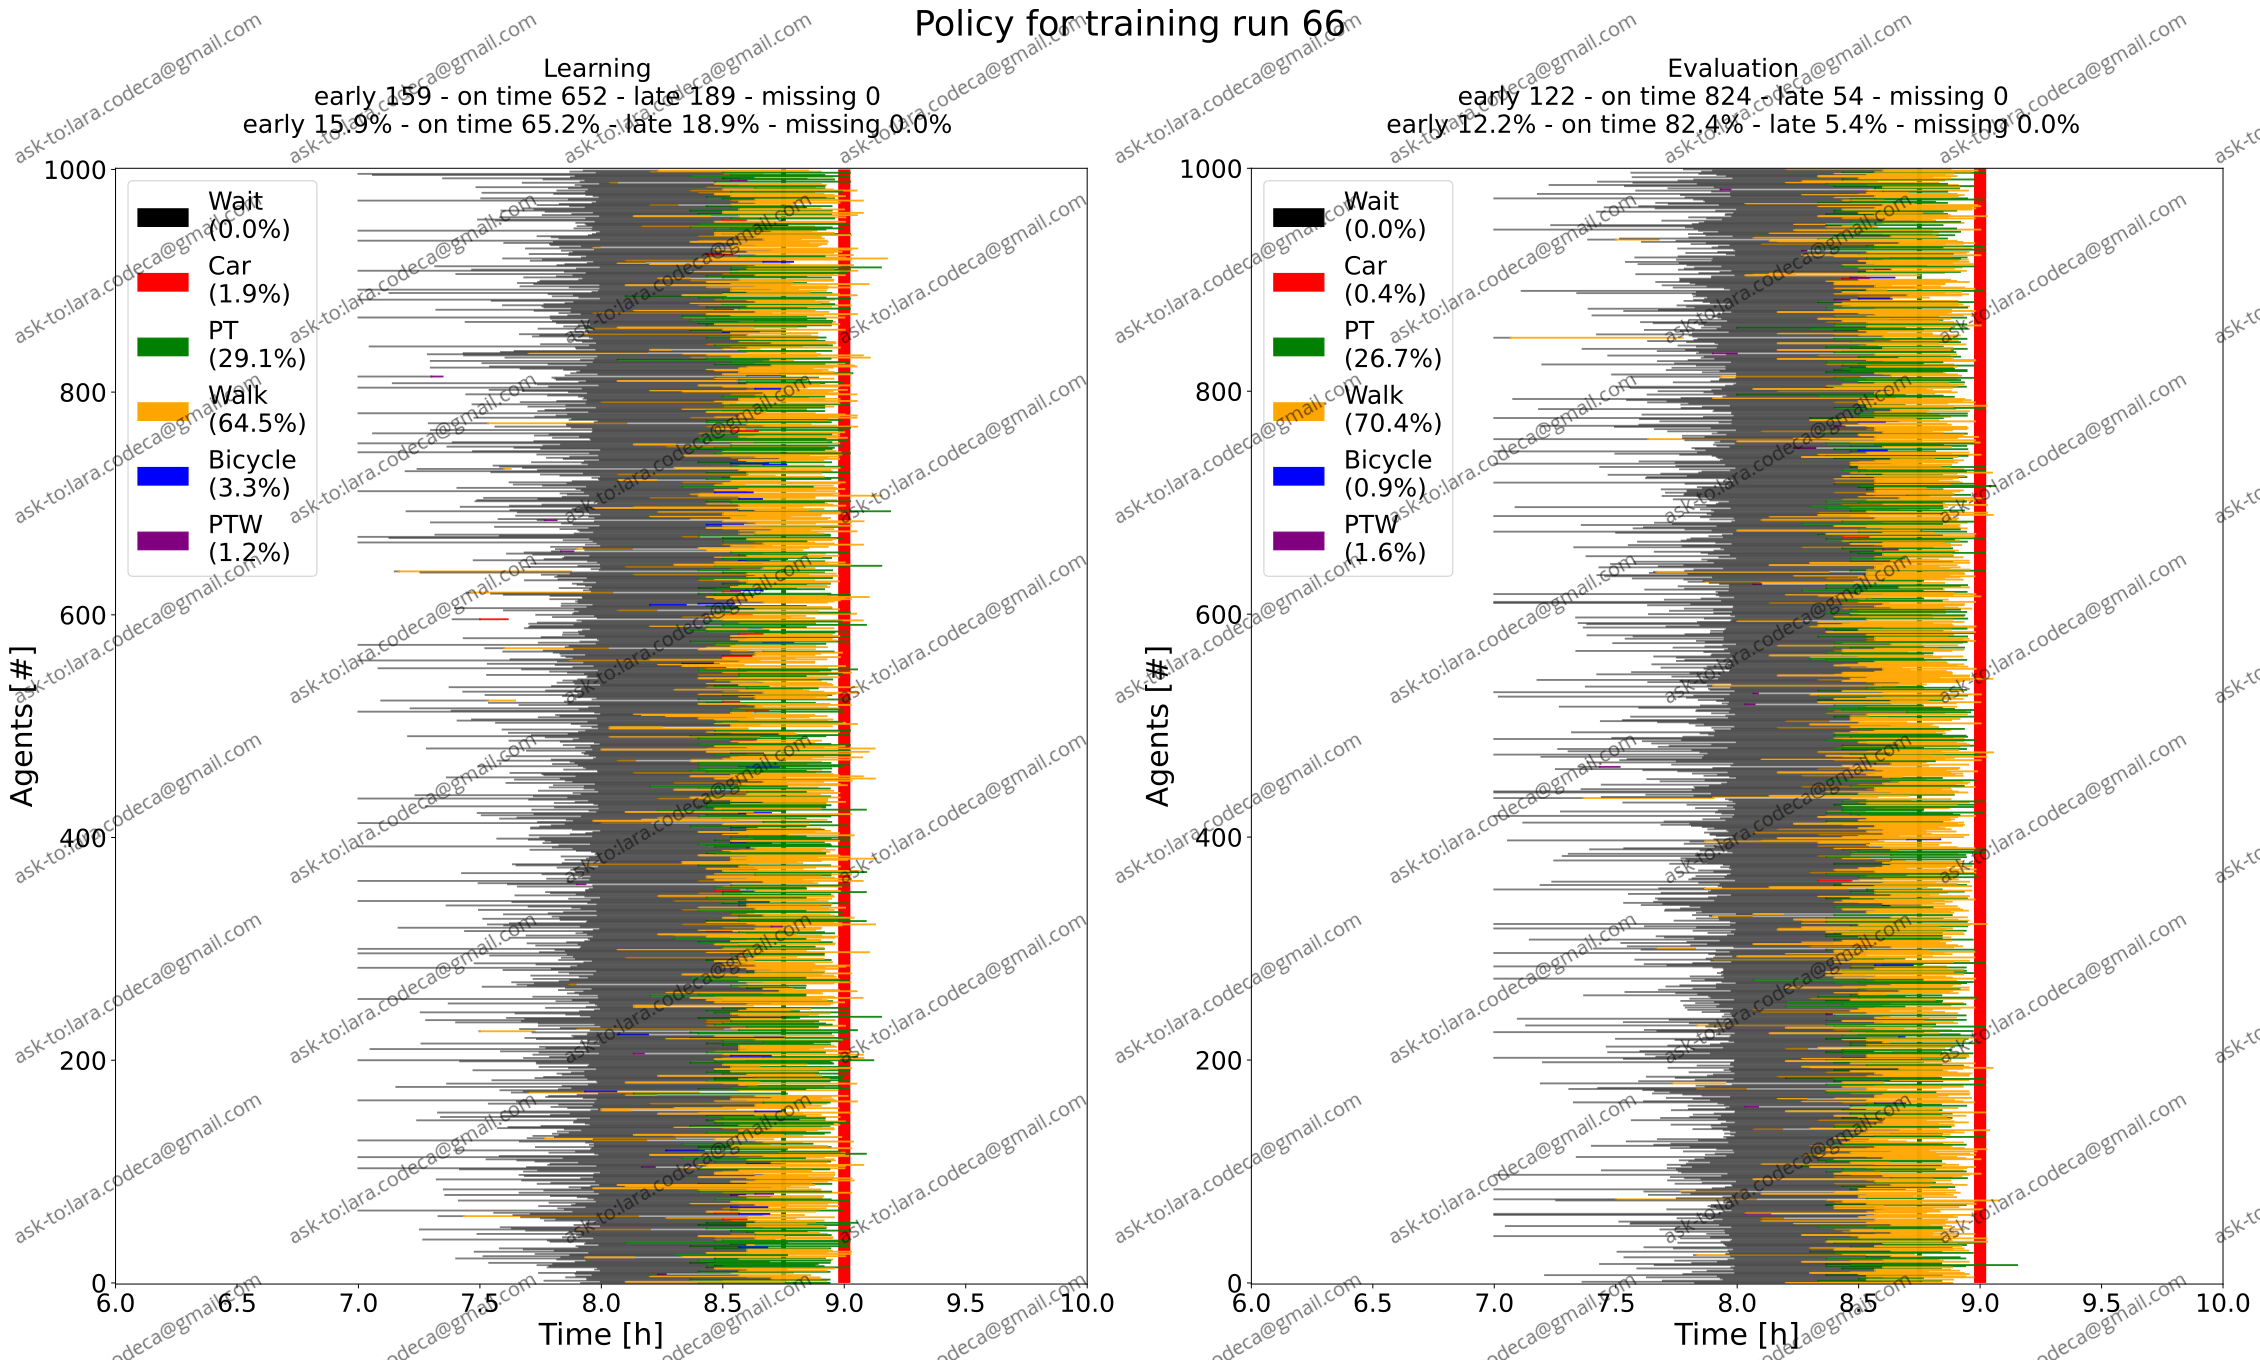 Policy for training run 66
Learning
early 159 - on time 652 - late 189 - missing 0
early 15.9% - on time 65.2% - late 18.9% - missing 0.0%
Agents [#]
1000
800
600
400
200
0
Wait
(0.0%)
Car
(1.9%)
PT
(29.1%)
Walk
(64.5%)
Bicycle
(3.3%)
PTW
(1.2%)
6.0 6.5 7.0 7.5 8.0 8.5 9.0 9.5 10.0
Time [h]
Evaluation
early 122 - on time 824 - late 54 - missing 0
early 12.2% - on time 82.4% - late 5.4% - missing 0.0%
Agents [#]
1000
800
600
400
200
0
Wait
(0.0%)
Car
(0.4%)
PT
(26.7%)
Walk
(70.4%)
Bicycle
(0.9%)
PTW
(1.6%)
6.0 6.5 7.0 7.5 8.0 8.5 9.0 9.5 10.0
Time [h]
ask-to:lara.codeca@gmail.com